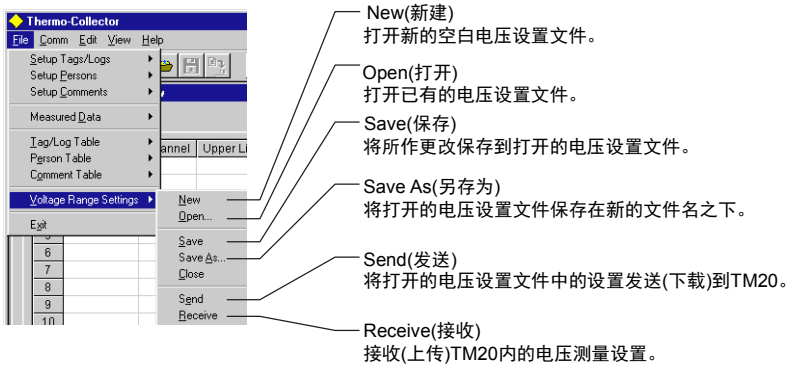 Thermo-Collector
File Comm Edit View Help
Setup Tags/Logs
Setup Persons
Setup Comments
Measured Data
Tag/Log Table
Person Table
Comment Table
Voltage Range Settings
Exit
annel Upper Li
New
Open...
Save
Save As...
Close
Send
Receive
6
7
8
9
10
New(新建)
打开新的空白电压设置文件。
Open(打开)
打开已有的电压设置文件。
Save(保存)
将所作更改保存到打开的电压设置文件。
Save As(另存为)
将打开的电压设置文件保存在新的文件名之下。
Send(发送)
将打开的电压设置文件中的设置发送(下载)到TM20。
Receive(接收)
接收(上传)TM20内的电压测量设置。